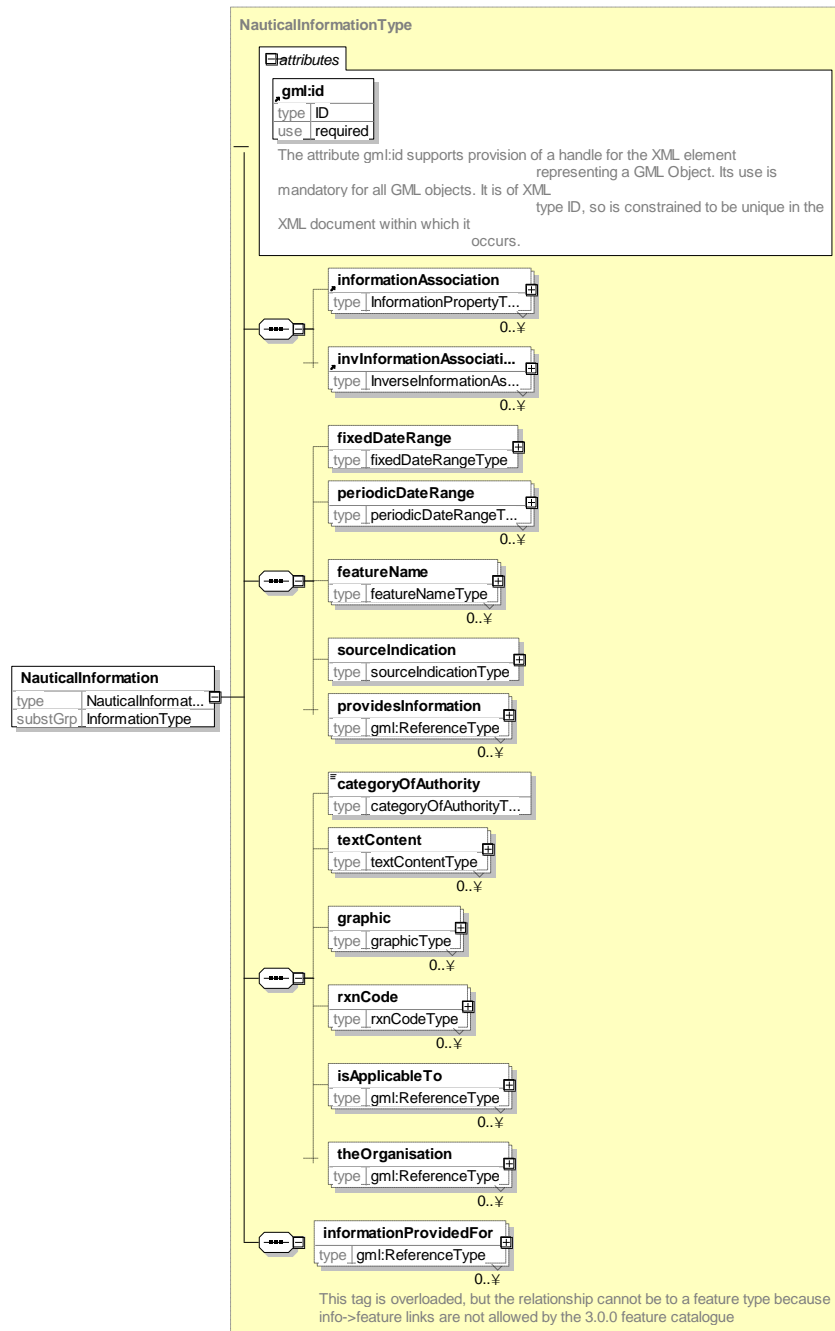 NauticalInformationType
attributes
gml:id
type ID
use required
The attribute gml:id supports provision of a handle for the XML element
representing a GML Object. Its use is
mandatory for all GML objects. It is of XML
type ID, so is constrained to be unique in the
XML document within which it
occurs.
informationAssociation
type InformationPropertyT...
0..¥
invInformationAssociati...
type InverseInformationAs...
0..¥
fixedDateRange
type fixedDateRangeType
periodicDateRange
type periodicDateRangeT...
0..¥
featureName
type featureNameType
0..¥
sourceIndication
type sourceIndicationType
NauticalInformation
type NauticalInformat...
substGrp InformationType
providesInformation
type gml:ReferenceType
0..¥
categoryOfAuthority
type categoryOfAuthorityT...
textContent
type textContentType
0..¥
graphic
type graphicType
0..¥
rxnCode
type rxnCodeType
0..¥
isApplicableTo
type gml:ReferenceType
0..¥
theOrganisation
type gml:ReferenceType
0..¥
informationProvidedFor
type gml:ReferenceType
0..¥
This tag is overloaded, but the relationship cannot be to a feature type because
info->feature links are not allowed by the 3.0.0 feature catalogue